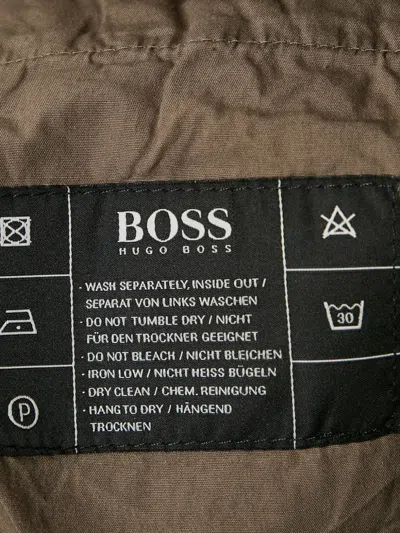 BOSS
HUGO BOSS
· WASH SEPARATELY, INSIDE OUT /
SEPARAT VON LINKS WASCHEN
· DO NOT TUMBLE DRY / NICHT
FÜR DEN TROCKNER GEEIGNET
· DO NOT BLEACH / NICHT BLEICHEN
· IRON LOW / NICHT HEISS BÜGELN
· DRY CLEAN / CHEM. REINIGUNG
· HANG TO DRY / HÄNGEND
TROCKNEN
30
P